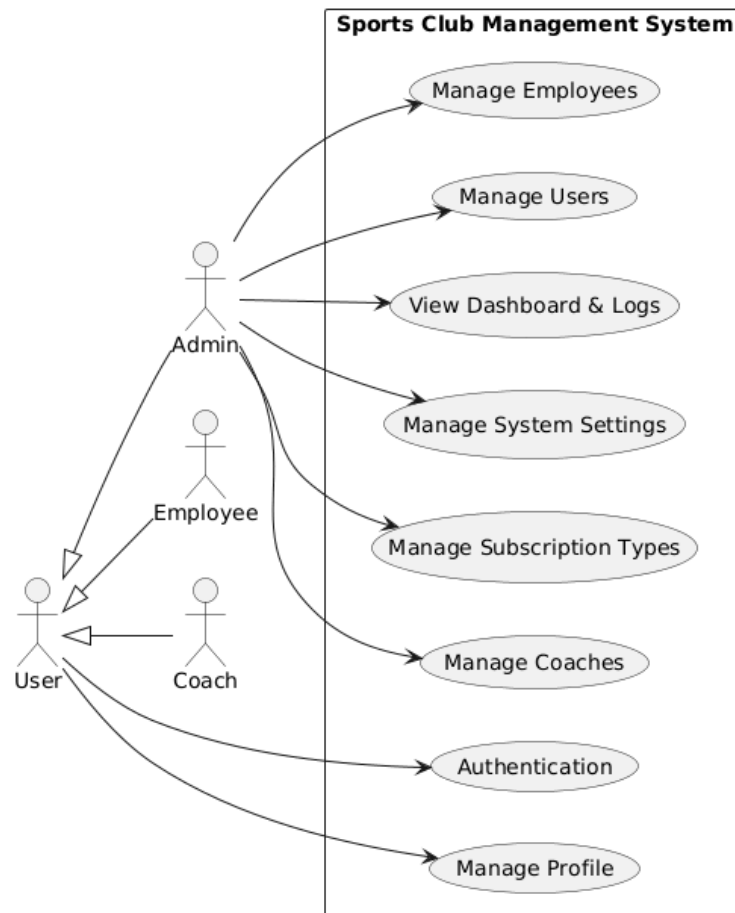 Sports Club Management System
Manage Employees
Manage Users
View Dashboard & Logs
Admin
Manage System Settings
Employee
Manage Subscription Types
User
Coach
Manage Coaches
Authentication
Manage Profile